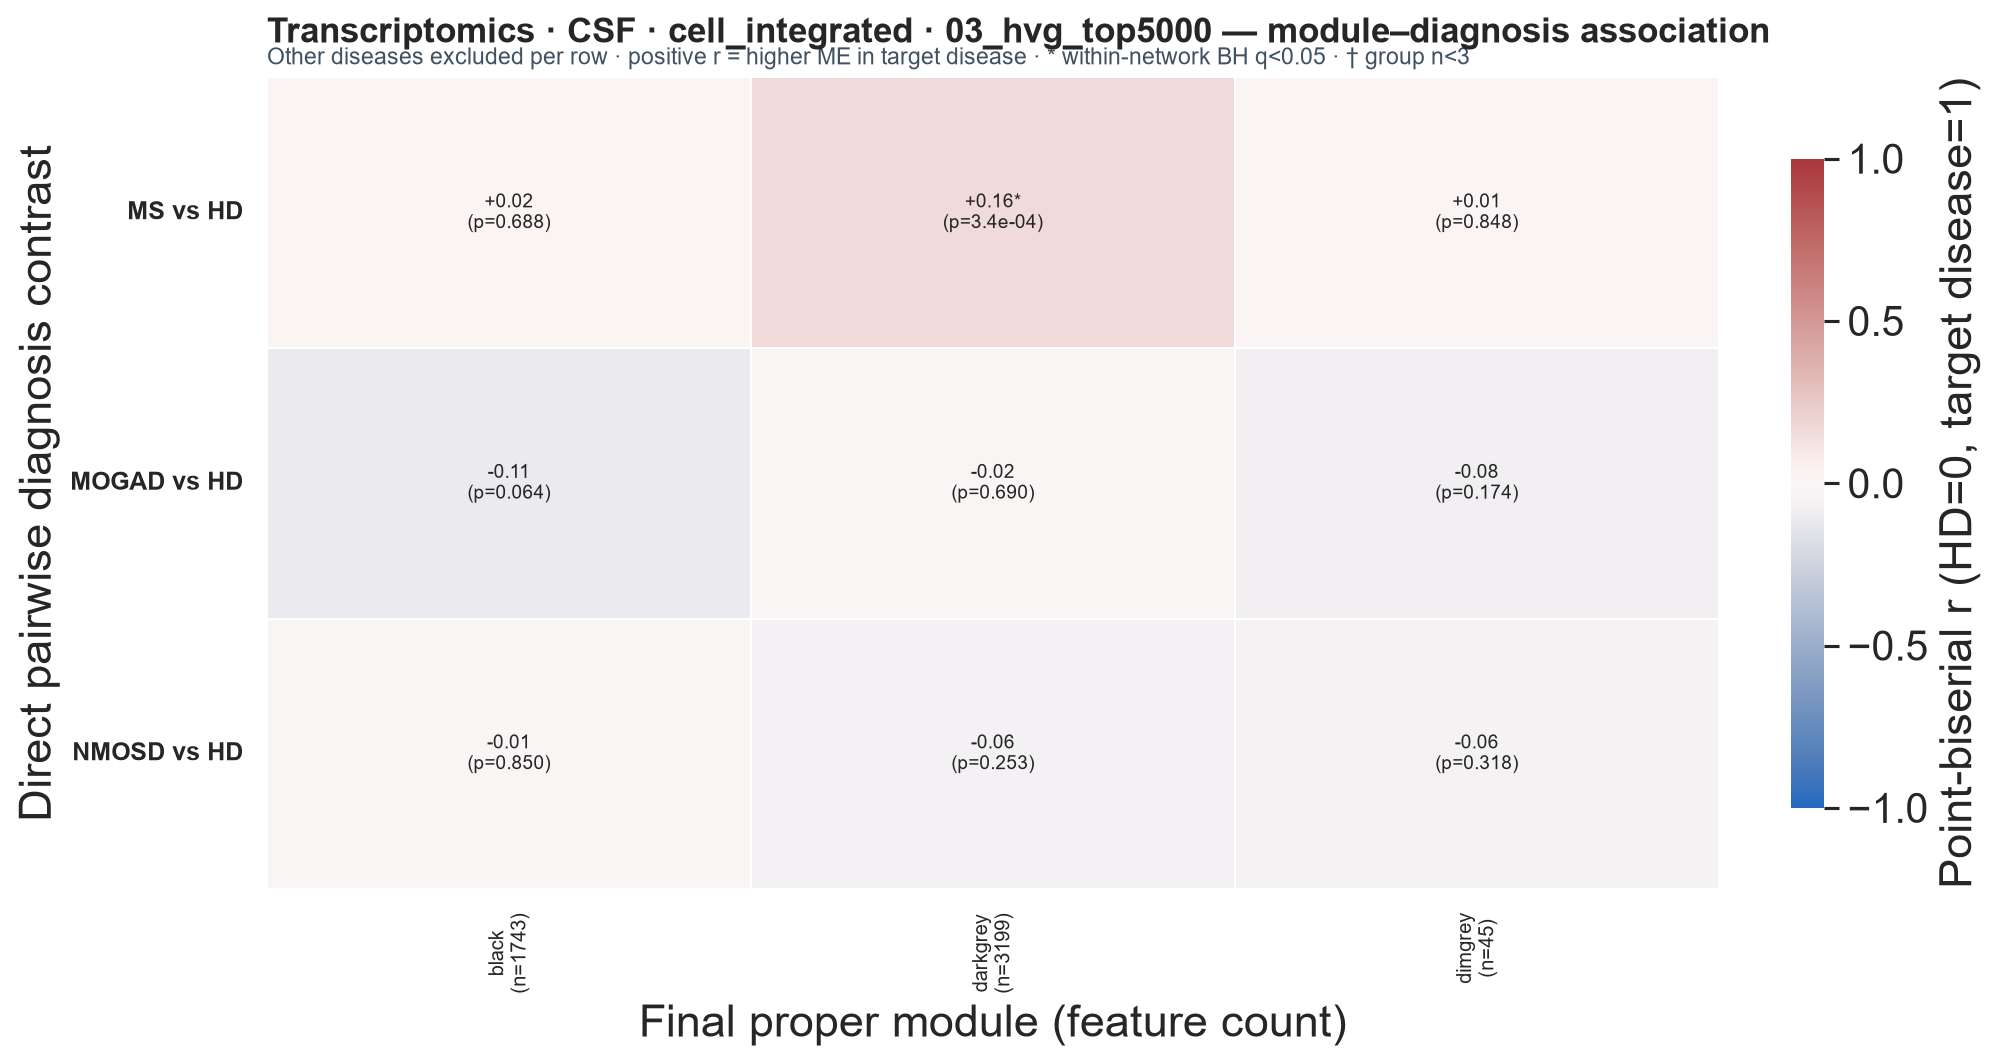 Transcriptomics · CSF · cell_integrated · 03_hvg_top5000 — module–diagnosis association
Other diseases excluded per row · positive r = higher ME in target disease · * within-network BH q<0.05 · † group n<3
Direct pairwise diagnosis contrast
MS vs HD
+0.02
(p=0.688)
+0.16*
(p=3.4e-04)
+0.01
(p=0.848)
MOGAD vs HD
-0.11
(p=0.064)
-0.02
(p=0.690)
-0.08
(p=0.174)
NMOSD vs HD
-0.01
(p=0.850)
-0.06
(p=0.253)
-0.06
(p=0.318)
black
(n=1743)
darkgrey
(n=3199)
dimgrey
(n=45)
Final proper module (feature count)
1.0
0.5
0.0
−0.5
−1.0
Point-biserial r (HD=0, target disease=1)